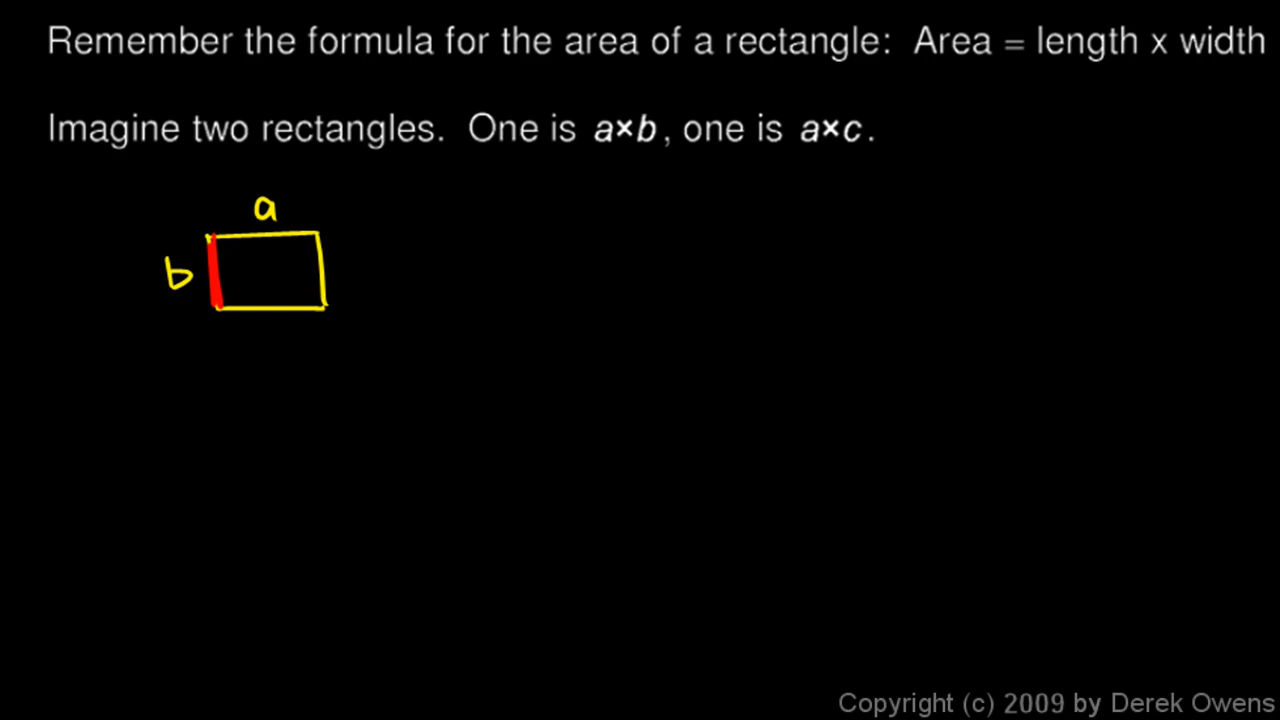 Remember the formula for the area of a rectangle: Area = length x width
Imagine two rectangles. One is a×b, one is a×c.
a
b
Copyright (c) 2009 by Derek Owens